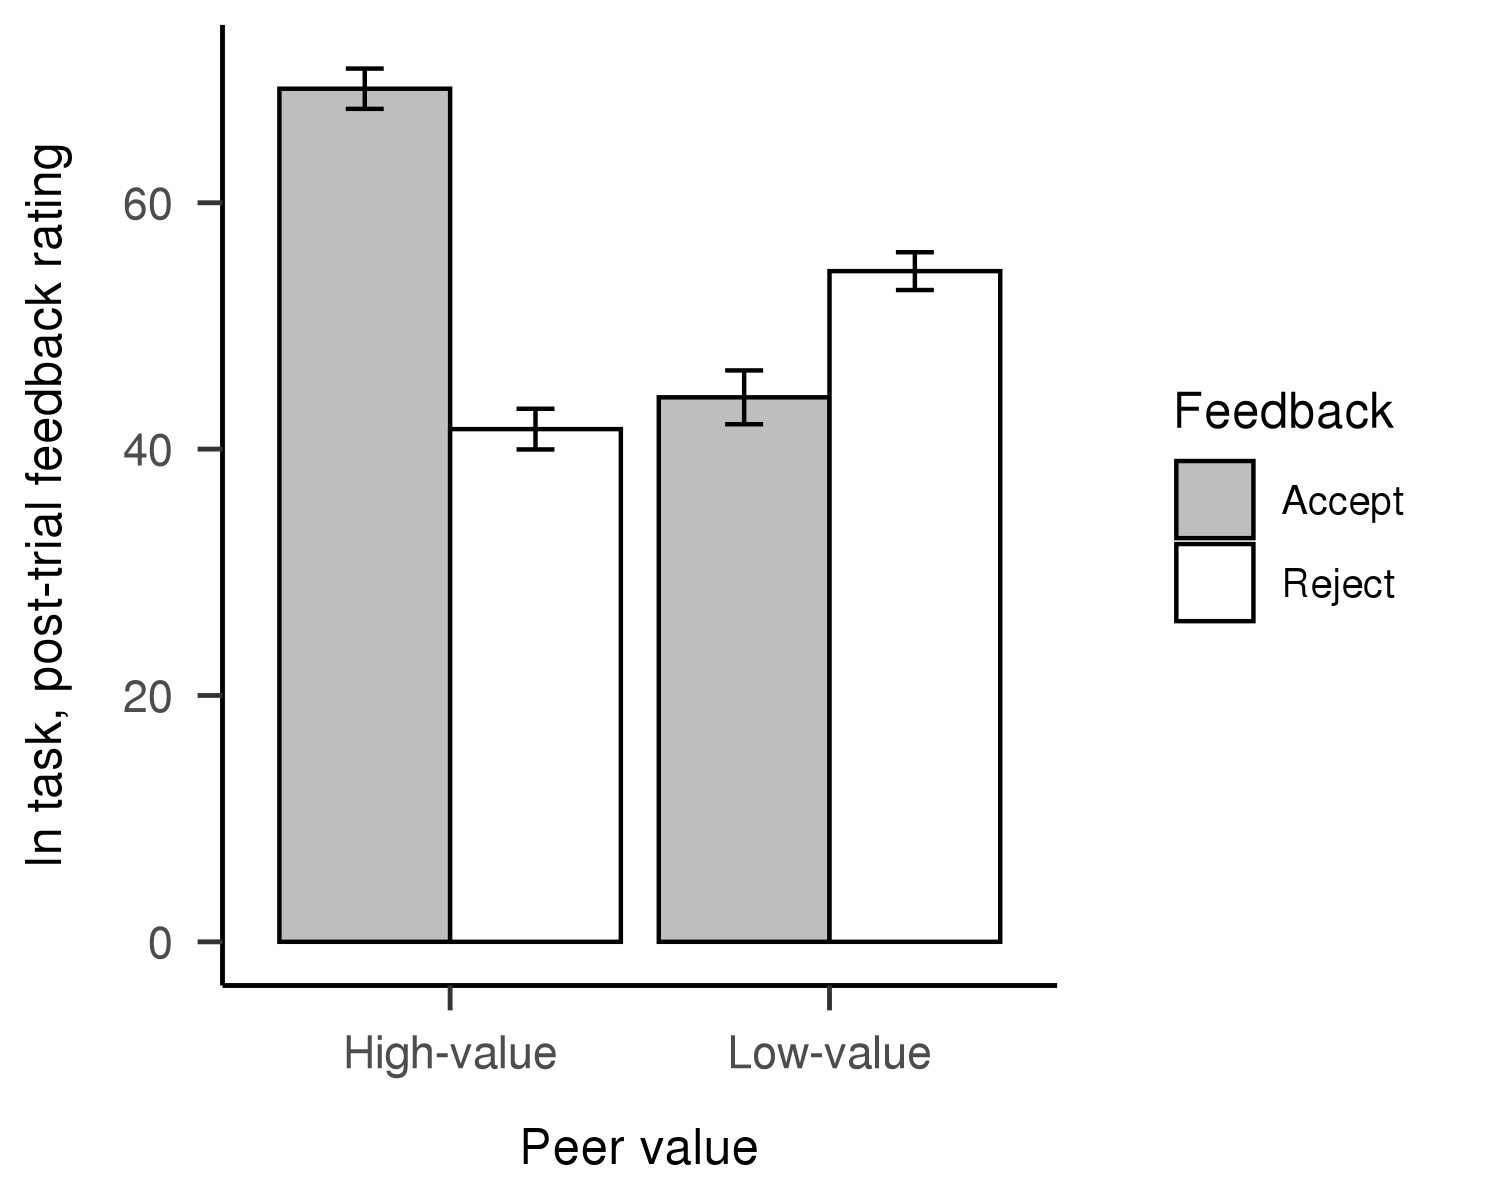 In task, post-trial feedback rating
60
40
20
0
High-value
Low-value
Peer value
Feedback
Accept
Reject